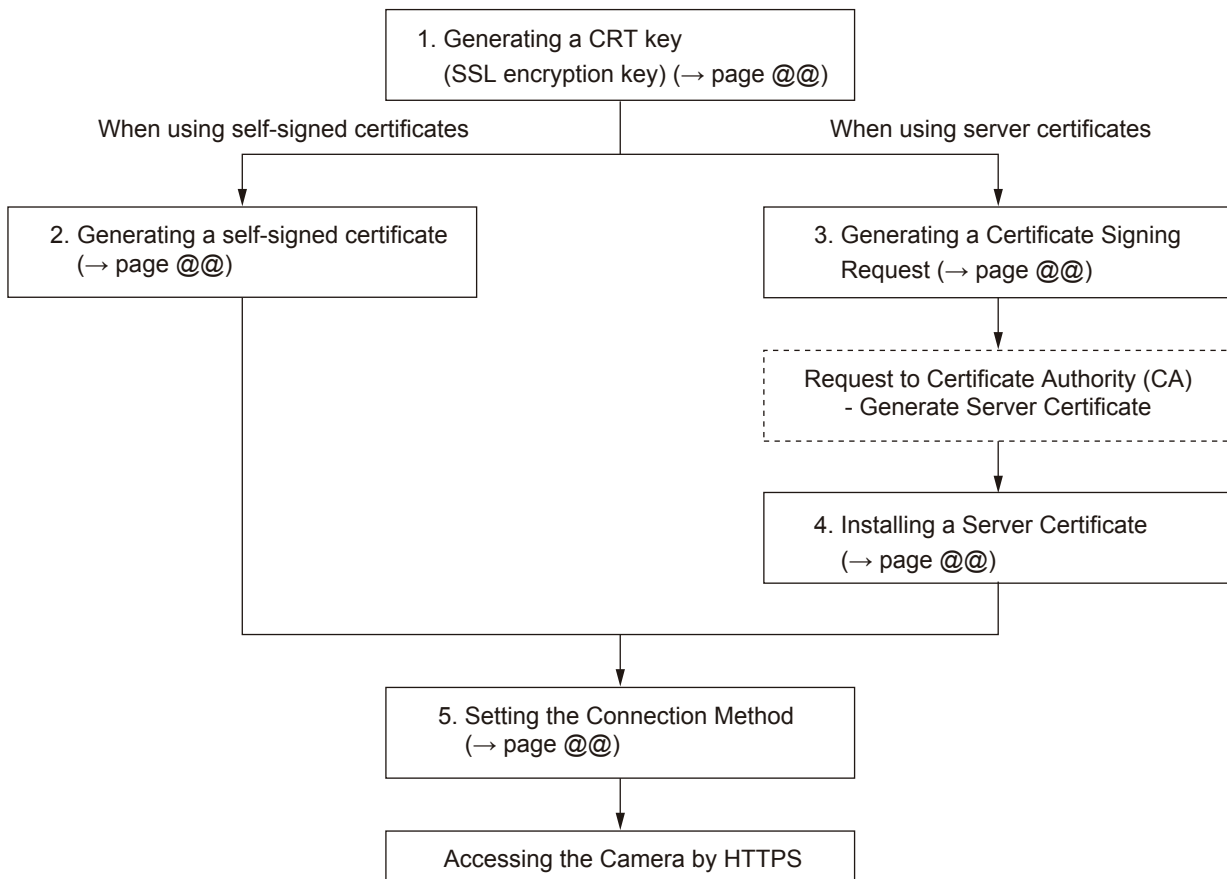 1. Generating a CRT key
(SSL encryption key) (→ page @@)
When using self-signed certificates
When using server certificates
2. Generating a self-signed certificate
(→ page @@)
3. Generating a Certificate Signing
Request (→ page @@)
Request to Certificate Authority (CA)
- Generate Server Certificate
4. Installing a Server Certificate
(→ page @@)
5. Setting the Connection Method
(→ page @@)
Accessing the Camera by HTTPS